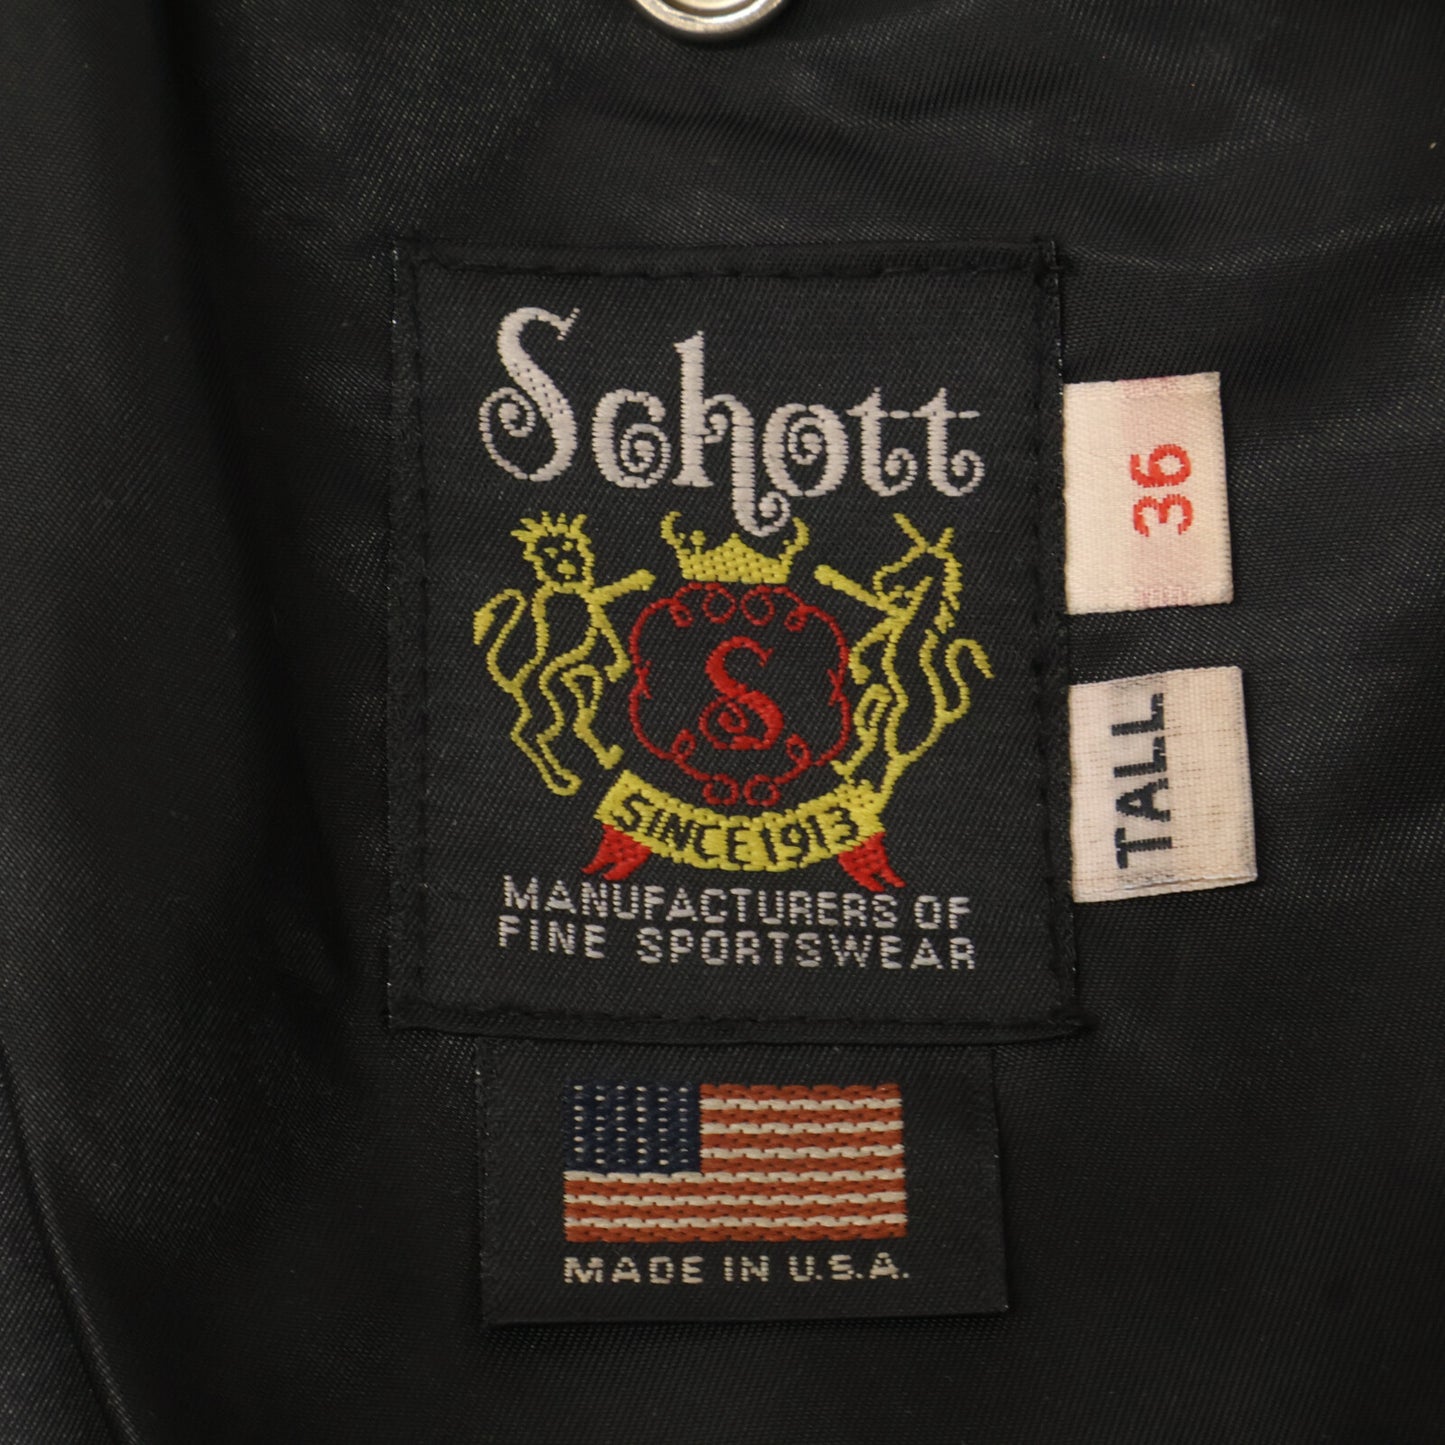 Schott
S
SINCE 1913
MANUFACTURERS OF
FINE SPORTSWEAR
36
TALL
MADE IN U.S.A.